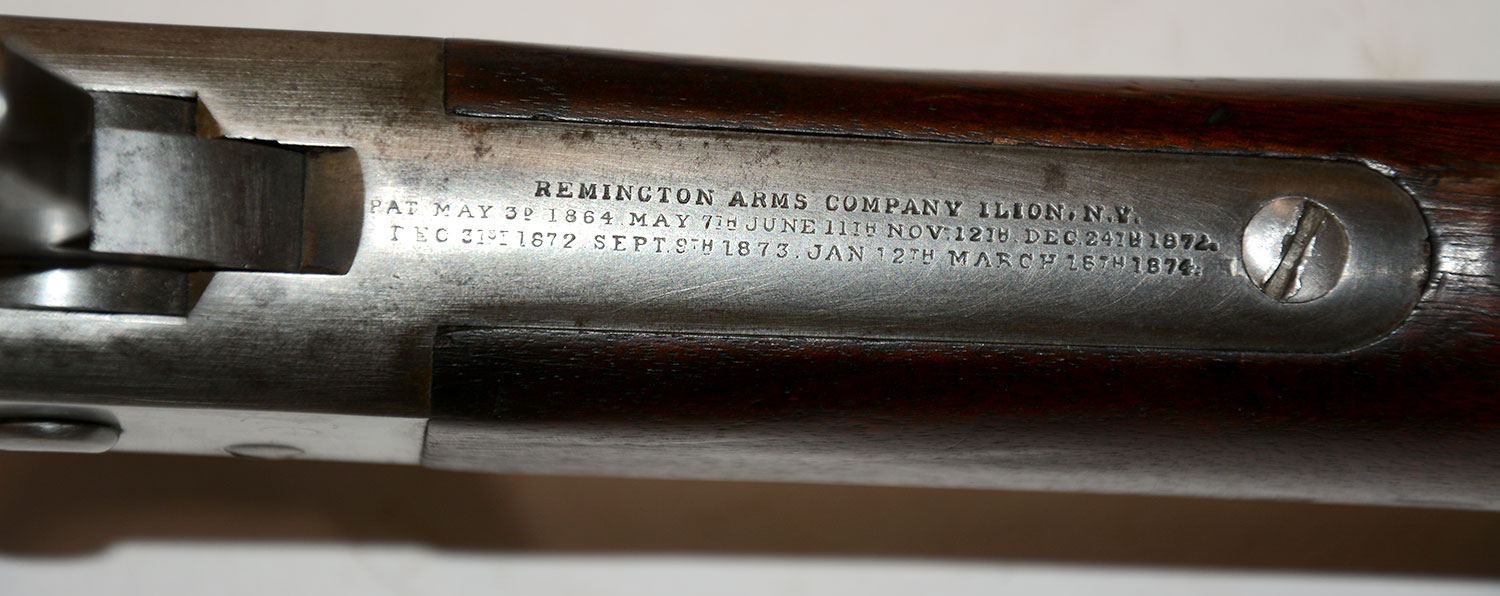 REMINGTON ARMS COMPANY ILION, N.Y.
PAT MAY 3D 1864 MAY 7TH JUNE 11TH NOV. 12TH DEC. 24TH 1872.
DEC 31ST 1872 SEPT. 9TH 1873. JAN 12TH MARCH 18TH 1874.